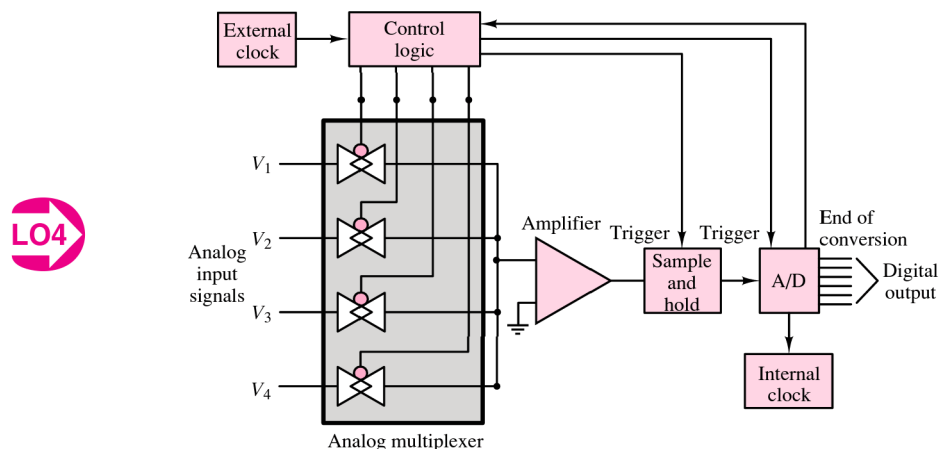 External
clock
Control
logic
LO4
V1
V2
V3
V4
Analog
input
signals
Analog multiplexer
Amplifier
Trigger
Sample
and
hold
Trigger
A/D
End of
conversion
Digital
output
Internal
clock